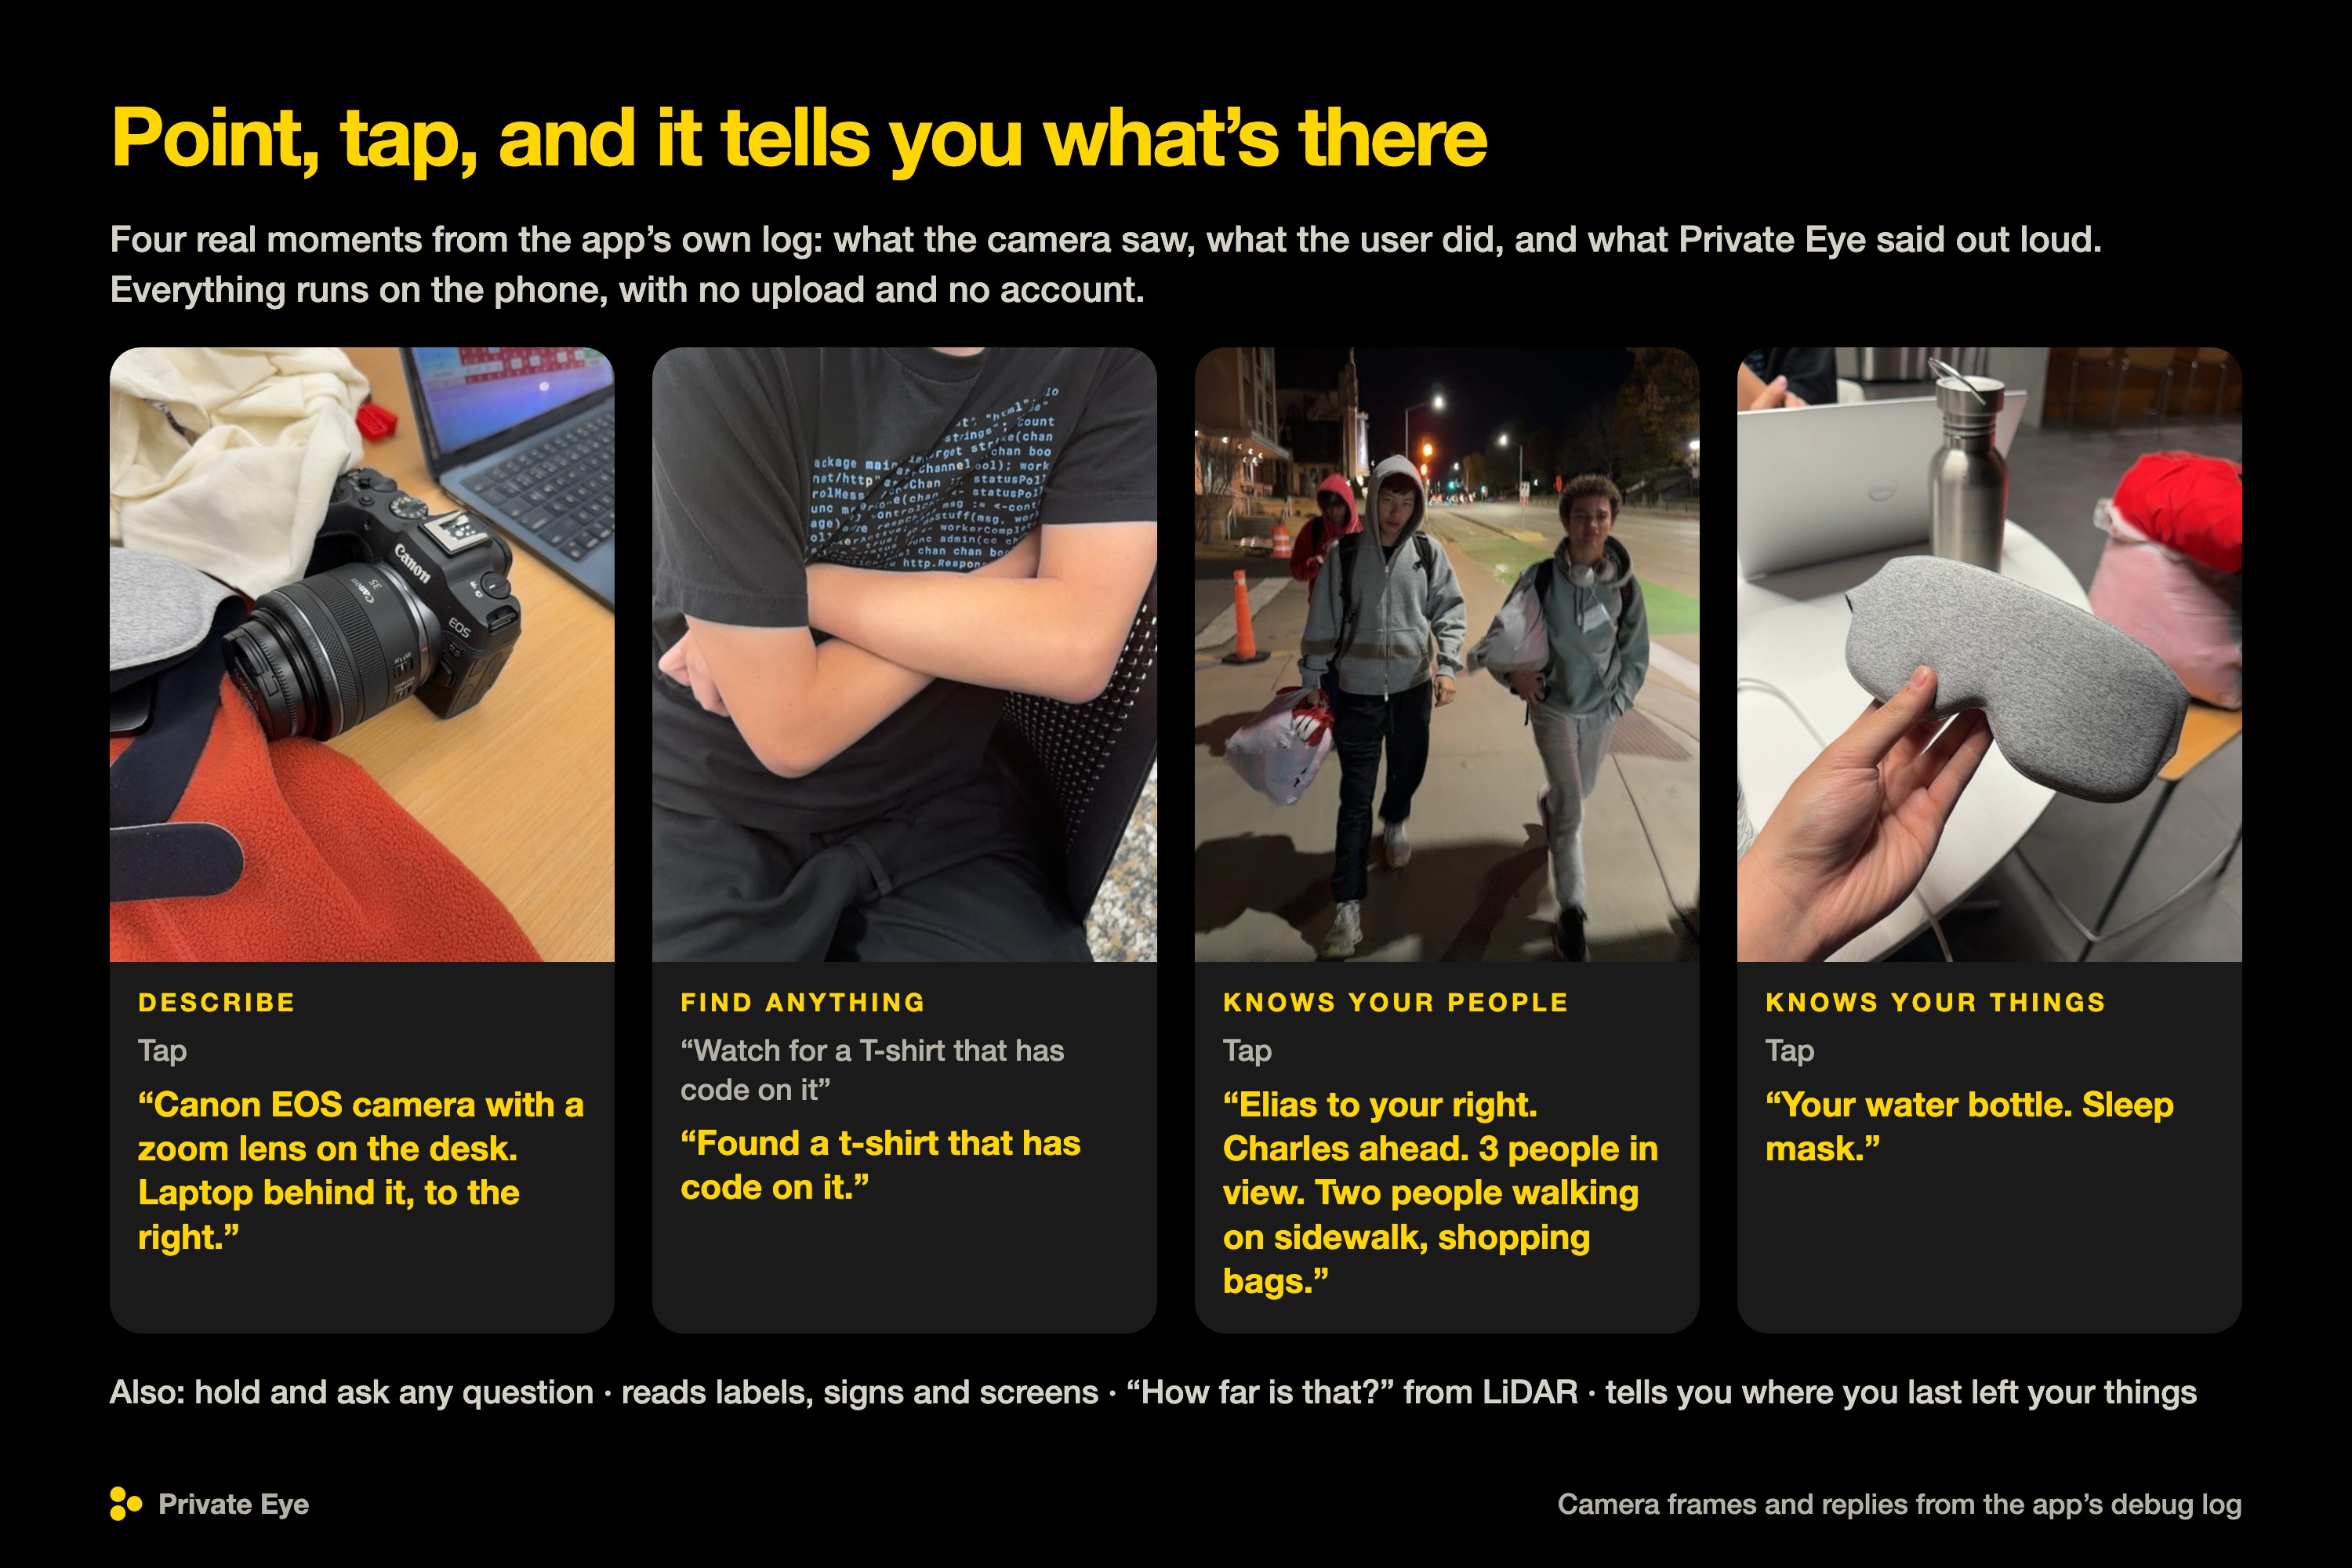 Point, tap, and it tells you what’s there
Four real moments from the app’s own log: what the camera saw, what the user did, and what Private Eye said out loud.
Everything runs on the phone, with no upload and no account.
Canon
Canon
35
EOS
DESCRIBE
Tap
“Canon EOS camera with a
zoom lens on the desk.
Laptop behind it, to the
right.”
FIND ANYTHING
“Watch for a T-shirt that has
code on it”
“Found a t-shirt that has
code on it.”
KNOWS YOUR PEOPLE
Tap
“Elias to your right.
Charles ahead. 3 people in
view. Two people walking
on sidewalk, shopping
bags.”
KNOWS YOUR THINGS
Tap
“Your water bottle. Sleep
mask.”
Also: hold and ask any question · reads labels, signs and screens · “How far is that?” from LiDAR · tells you where you last left your things
Private Eye
Camera frames and replies from the app’s debug log